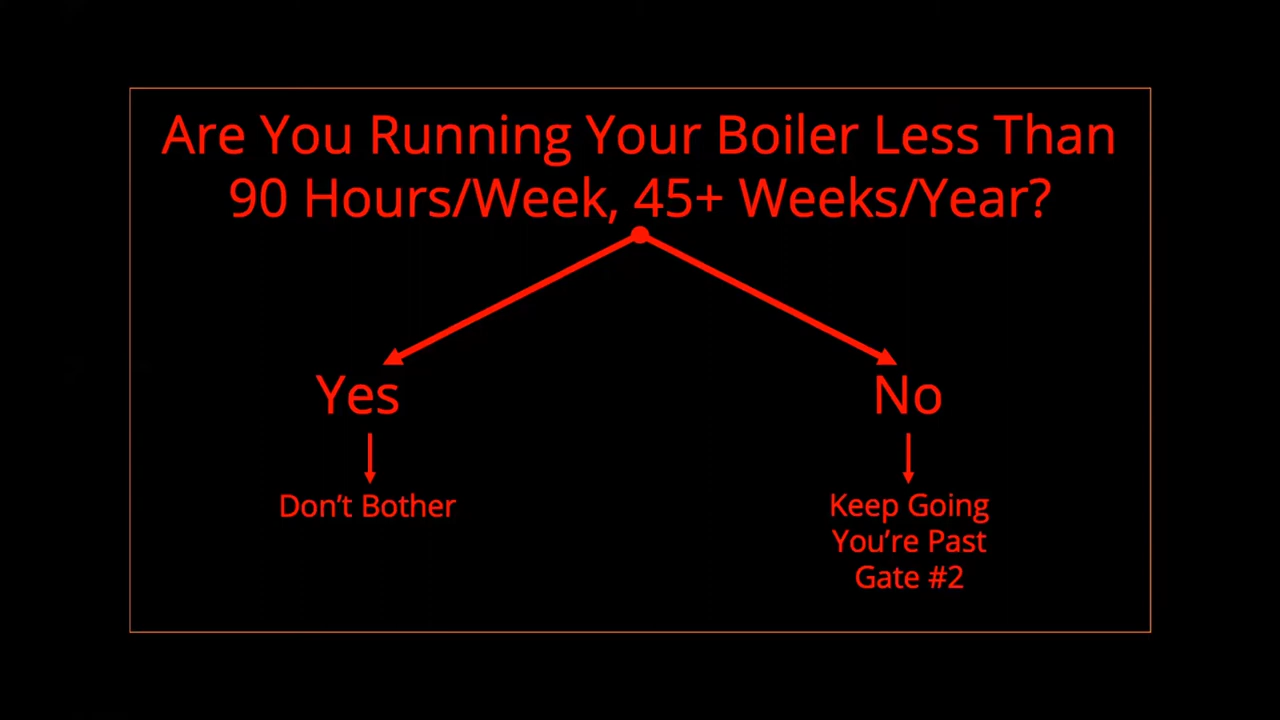 Are You Running Your Boiler Less Than
90 Hours/Week, 45+ Weeks/Year?
Yes
No
Don’t Bother
Keep Going
You’re Past
Gate #2